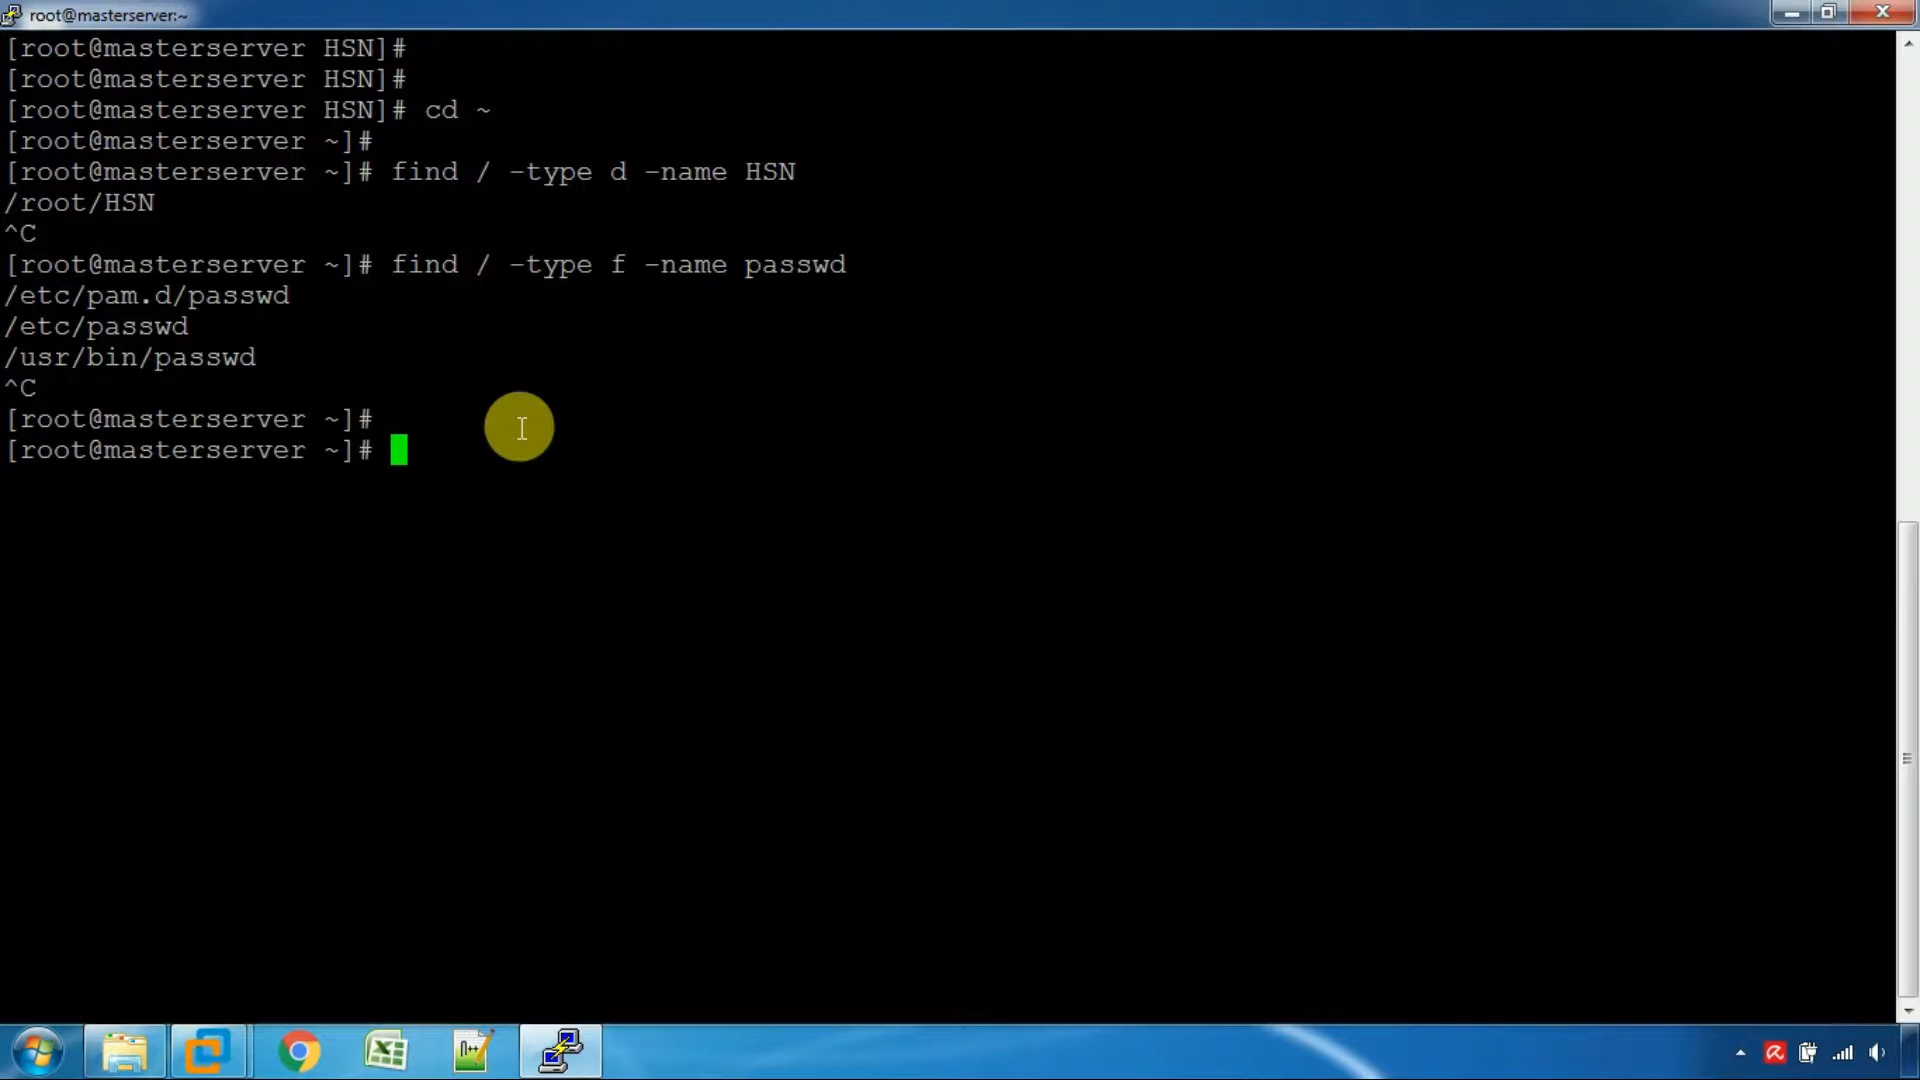 root@masterserver:~
[root@masterserver HSN]#
[root@masterserver HSN]#
[root@masterserver HSN]# cd ~
[root@masterserver ~]#
[root@masterserver ~]# find / -type d -name HSN
/root/HSN
^C
[root@masterserver ~]# find / -type f -name passwd
/etc/pam.d/passwd
/etc/passwd
/usr/bin/passwd
^C
[root@masterserver ~]#
[root@masterserver ~]#